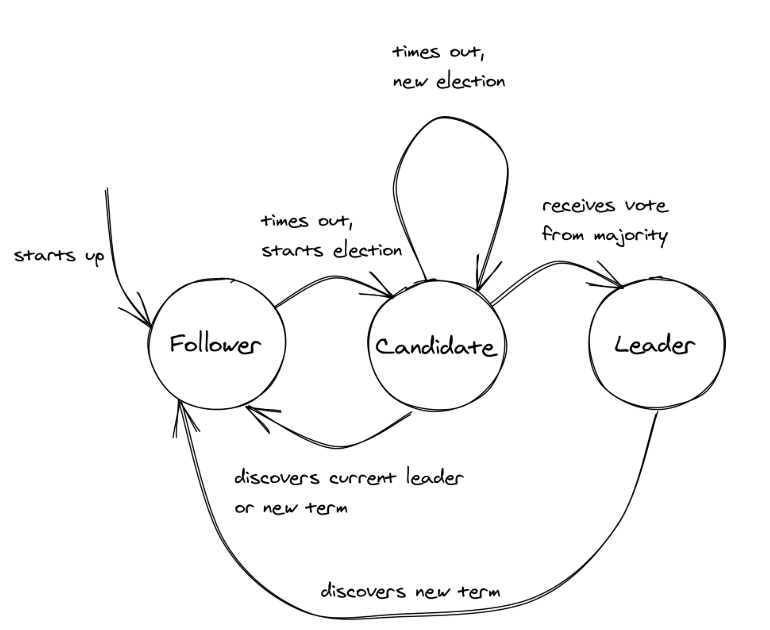 times out,
new election
receives vote
from majority
times out,
starts election
starts up
Follower
Candidate
Leader
discovers current leader
or new term
discovers new term